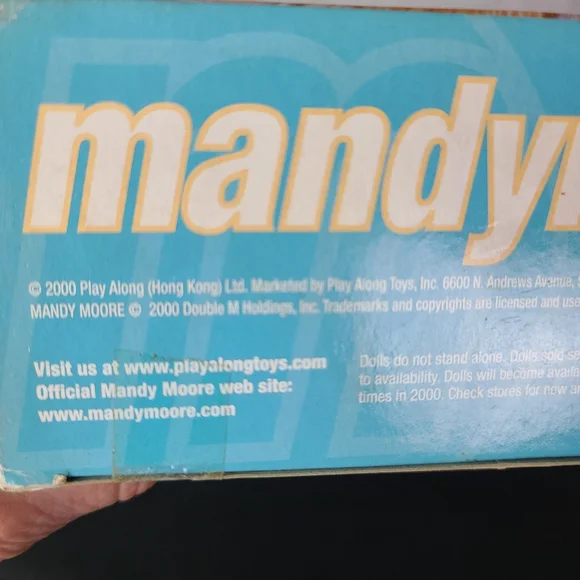 mandy
© 2000 Play Along (Hong Kong) Ltd. Marketed by Play Along Toys, Inc. 6600 N. Andrews Avenue,
MANDY MOORE © 2000 Double M Holdings, Inc. Trademarks and copyrights are licensed and
Visit us at www.playalongtoys.com
Official Mandy Moore web site:
www.mandymoore.com
Dolls do not stand alone. Dolls sold
to availability. Dolls will become
times in 2000. Check stores for new